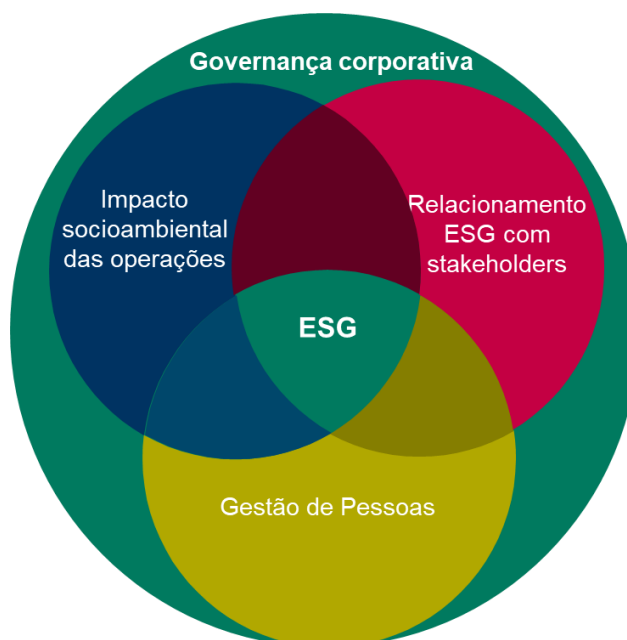 Governança corporativa
Impacto
socioambiental
das operações
Relacionamento
ESG com
stakeholders
ESG
Gestão de Pessoas